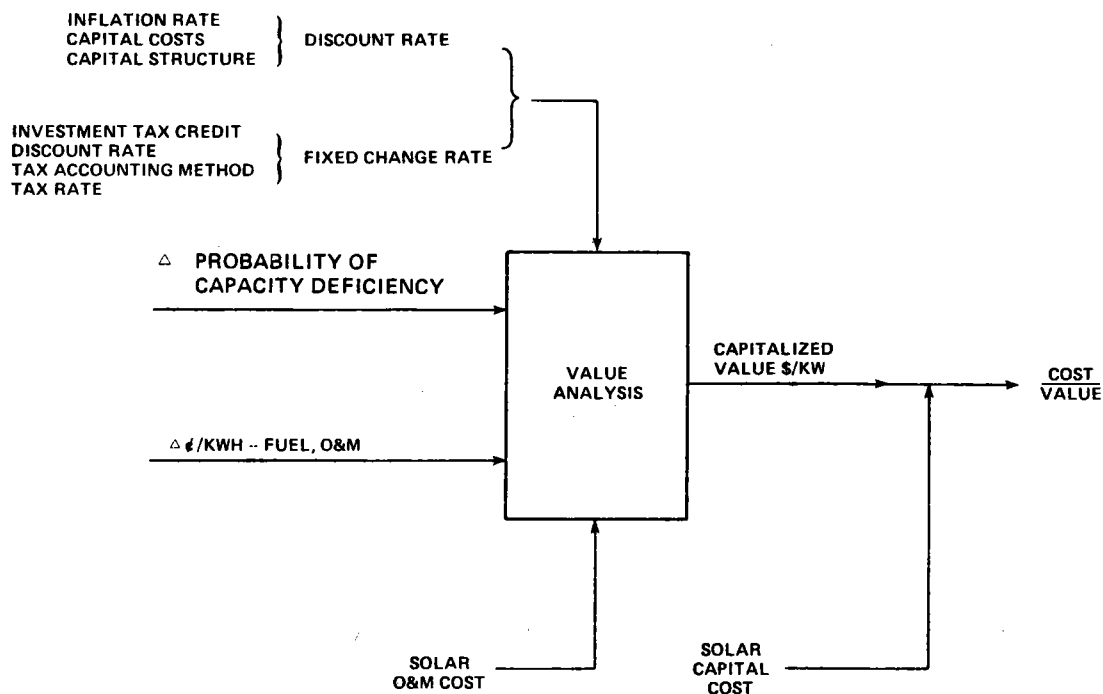 INFLATION RATE
CAPITAL COSTS
CAPITAL STRUCTURE
DISCOUNT RATE
INVESTMENT TAX CREDIT
DISCOUNT RATE
TAX ACCOUNTING METHOD
TAX RATE
FIXED CHANGE RATE
△ PROBABILITY OF
CAPACITY DEFICIENCY
VALUE
ANALYSIS
CAPITALIZED
VALUE $/KW
COST
VALUE
△ ¢/KWH -- FUEL, O&M
SOLAR
O&M COST
SOLAR
CAPITAL
COST